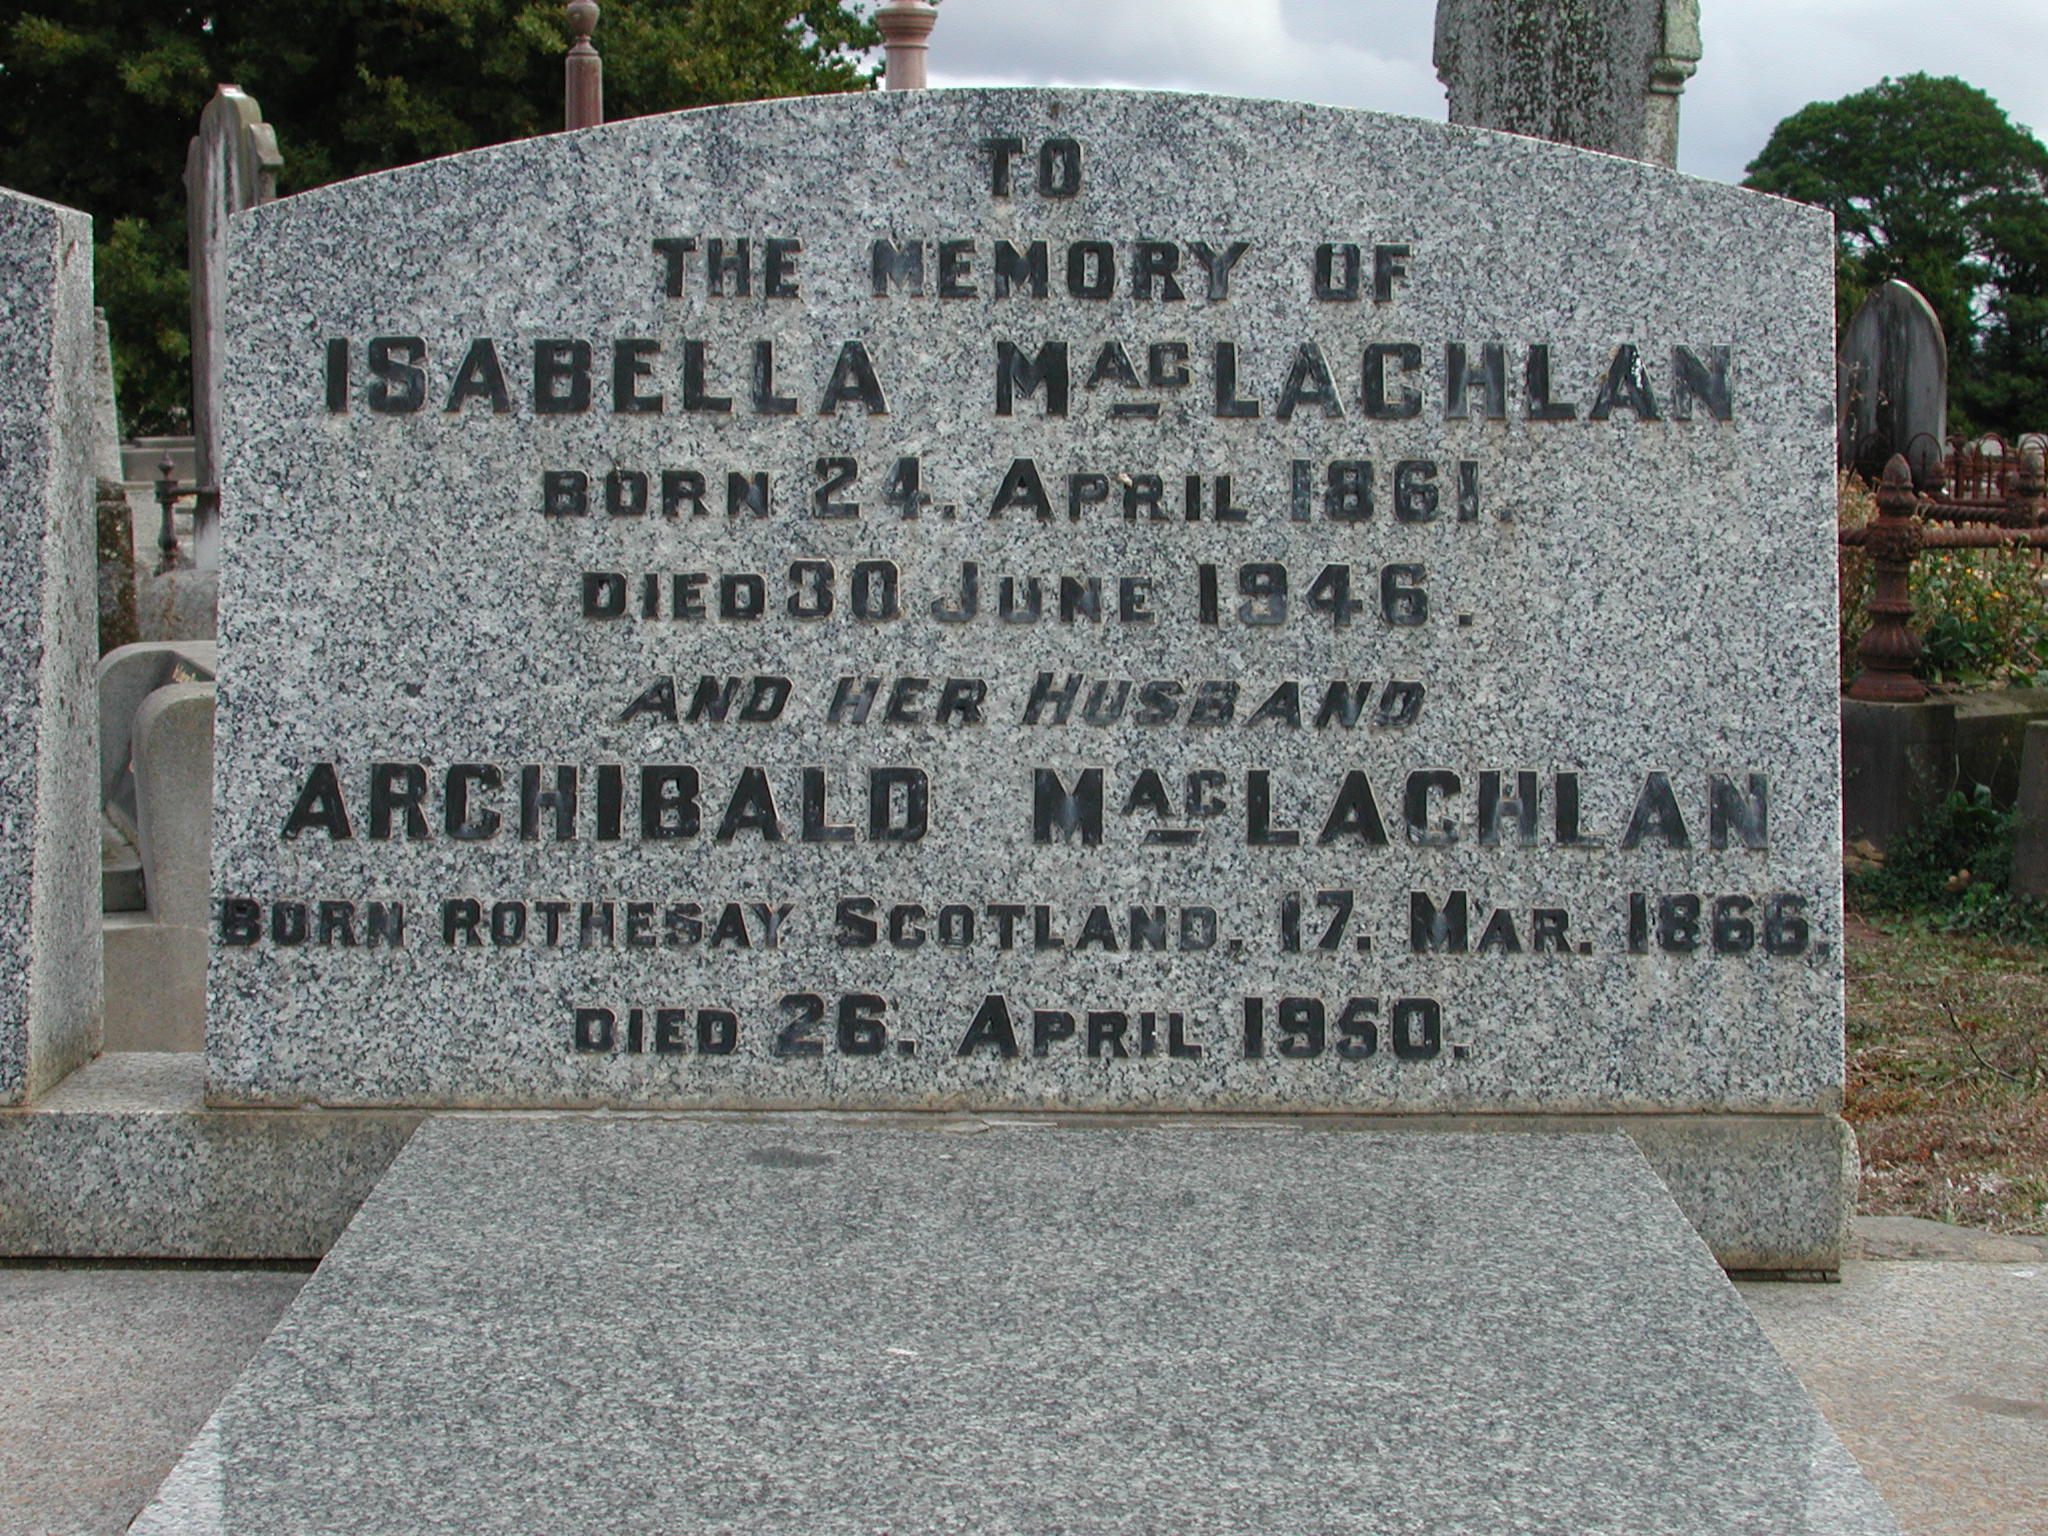 TO
THE MEMORY OF
ISABELLA MACLACHLAN
BORN 24. APRIL 1861.
DIED 30 JUNE 1946.
AND HER HUSBAND
ARCHIBALD MACLACHLAN
BORN ROTHESAY SCOTLAND, 17. MAR. 1866.
DIED 26. APRIL 1950.